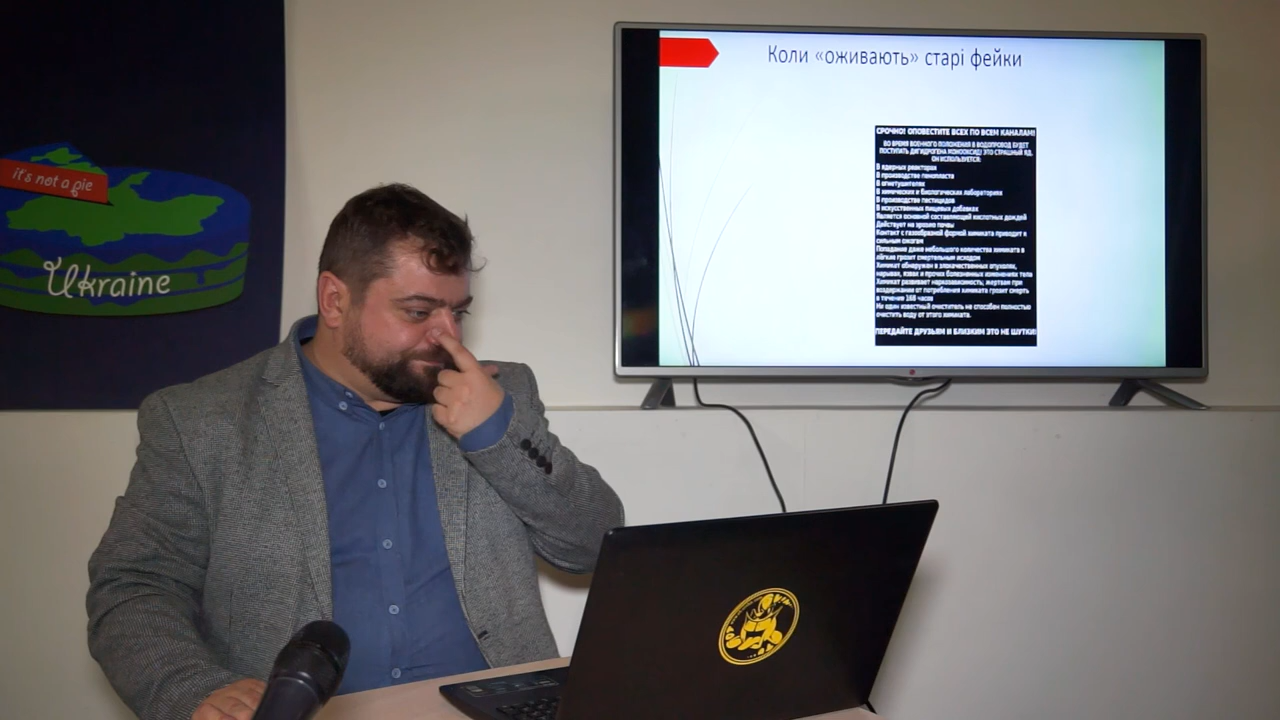 it's not a pie
Ukraine
Коли «оживають» старі фейки
СРОЧНО! ОПОВЕСТИТЕ ВСЕХ ПО ВСЕМ КАНАЛАМ!
ВО ВРЕМЯ ВОЕННОГО ПОЛОЖЕНИЯ В ВОДОПРОВОД БУДЕТ
ПОСТУПАТЬ ДИГИДРОГЕНА МОНООКСИД! ЭТО СТРАШНЫЙ ЯД.
ОН ИСПОЛЬЗУЕТСЯ:
В ядерных реакторах
В производстве пенопласта
В огнетушителях
В химических и биологических лабораториях
В производстве пестицидов
В искусственных пищевых добавках
Является основной составляющей кислотных дождей
Действует на эрозию почвы
Контакт с газообразной формой химиката приводит к
сильным ожогам
Попадание даже небольшого количества химиката в
лёгкие грозит смертельным исходом
Химикат обнаружен в злокачественных опухолях,
нарывах, язвах и прочих болезненных изменениях тела
Химикат развивает наркозависимость; жертвам при
воздержании от потребления химиката грозит смерть
в течение 168 часов
Ни один известный очиститель не способен полностью
очистить воду от этого химиката.
ПЕРЕДАЙТЕ ДРУЗЬЯМ И БЛИЗКИМ ЭТО НЕ ШУТКИ!